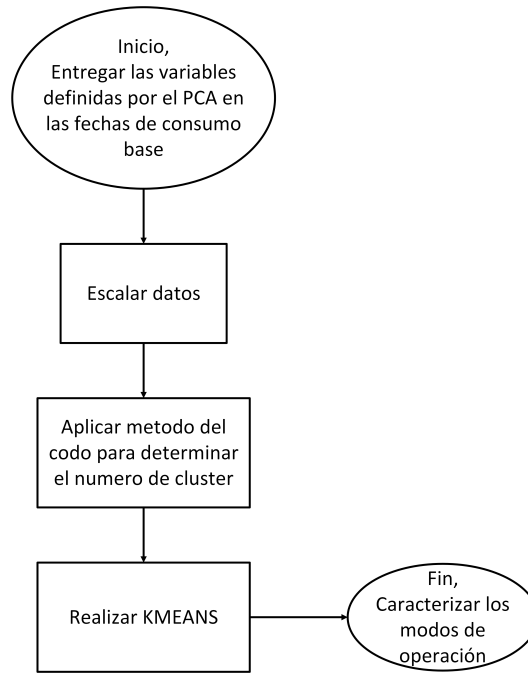 Inicio,
Entregar las variables
definidas por el PCA en
las fechas de consumo
base
Escalar datos
Aplicar metodo del
codo para determinar
el numero de cluster
Realizar KMEANS
Fin,
Caracterizar los
modos de
operación